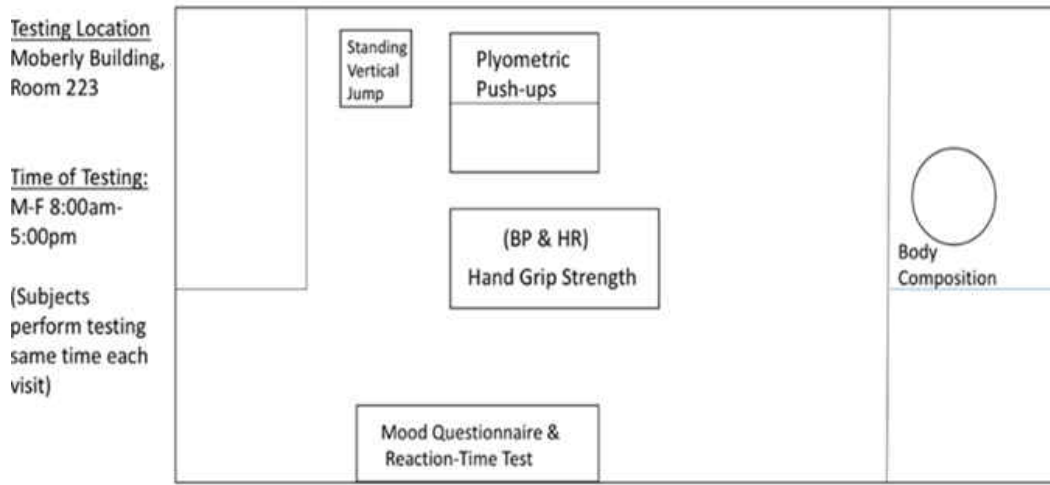 Testing Location
Moberly Building,
Room 223
Time of Testing:
M-F 8:00am-
5:00pm
(Subjects
perform testing
same time each
visit)
Standing
Vertical
Jump
Plyometric
Push-ups
(BP & HR)
Hand Grip Strength
Body
Composition
Mood Questionnaire &
Reaction-Time Test